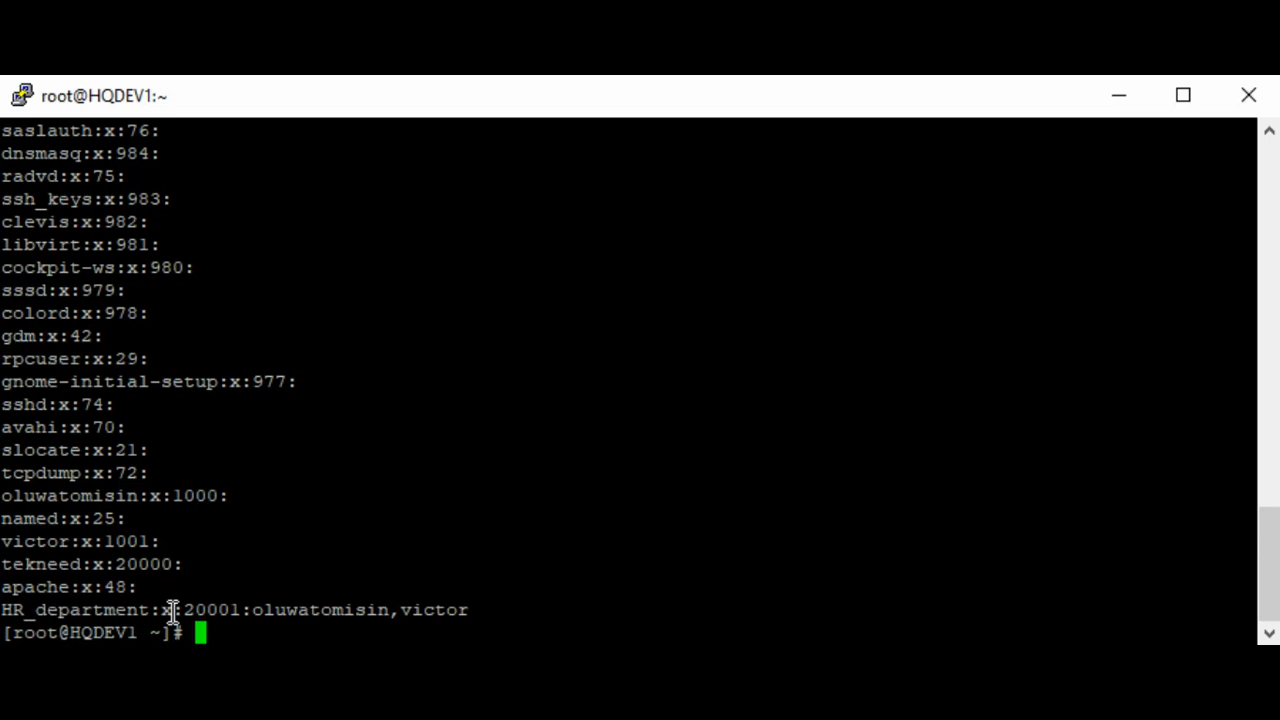 root@HQDEV1:~
saslauth:x:76:
dnsmasq:x:984:
radvd:x:75:
ssh_keys:x:983:
clevis:x:982:
libvirt:x:981:
cockpit-ws:x:980:
sssd:x:979:
colord:x:978:
gdm:x:42:
rpcuser:x:29:
gnome-initial-setup:x:977:
sshd:x:74:
avahi:x:70:
slocate:x:21:
tcpdump:x:72:
oluwatomisin:x:1000:
named:x:25:
victor:x:1001:
tekneed:x:20000:
apache:x:48:
HR_department:x:20001:oluwatomisin,victor
[root@HQDEV1 ~]#